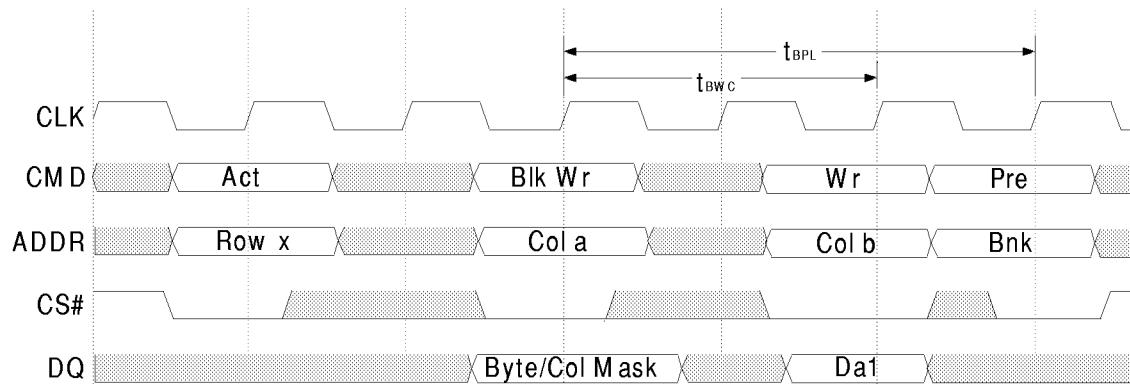 tBPL
tBWC
CLK
CMD Act Blk Wr Wr Pre
ADDR Row x Col a Col b Bnk
CS#
DQ Byte/Col Mask Da1